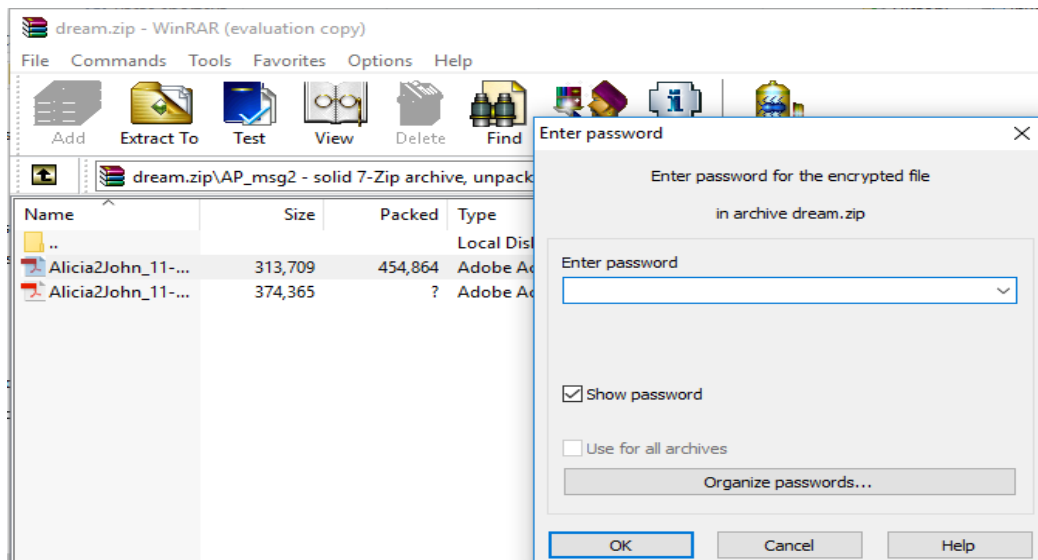 dream.zip - WinRAR (evaluation copy)
File Commands Tools Favorites Options Help
Add Extract To Test View Delete Find
dream.zip\AP_msg2 - solid 7-Zip archive, unpack
Name Size Packed Type
.. Local Disl
Alicia2John_11-... 313,709 454,864 Adobe Ac
Alicia2John_11-... 374,365 ? Adobe Ac
Enter password
Enter password for the encrypted file
in archive dream.zip
Enter password
Show password
Use for all archives
Organize passwords...
OK Cancel Help